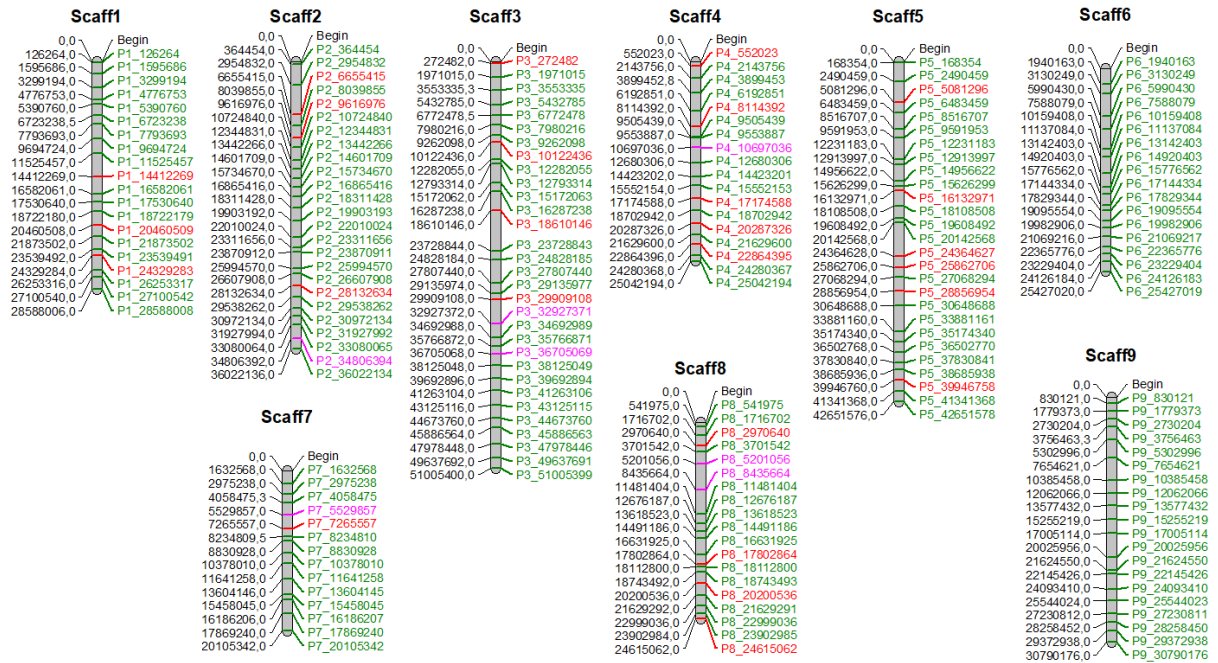 Scaff1
0,0 Begin
126264,0 P1_126264
1595686,0 P1_1595686
3299194,0 P1_3299194
4776753,0 P1_4776753
5390760,0 P1_5390760
6723238,5 P1_6723238
7793693,0 P1_7793693
9694724,0 P1_9694724
11525457,0 P1_11525457
14412269,0 P1_14412269
16582061,0 P1_16582061
17530640,0 P1_17530640
18722180,0 P1_18722179
20460508,0 P1_20460509
21873502,0 P1_21873502
23539492,0 P1_23539491
24329284,0 P1_24329283
26253316,0 P1_26253317
27100540,0 P1_27100542
28588006,0 P1_28588008
Scaff2
0,0 Begin
364454,0 P2_364454
2954832,0 P2_2954832
6655415,0 P2_6655415
8039855,0 P2_8039855
9616976,0 P2_9616976
10724840,0 P2_10724840
12344831,0 P2_12344831
13442266,0 P2_13442266
14601709,0 P2_14601709
15734670,0 P2_15734670
16865416,0 P2_16865416
18311428,0 P2_18311428
19903192,0 P2_19903193
22010024,0 P2_22010024
23311656,0 P2_23311656
23870912,0 P2_23870911
25994570,0 P2_25994570
26607908,0 P2_26607908
28132634,0 P2_28132634
29538262,0 P2_29538262
30972134,0 P2_30972134
31927994,0 P2_31927992
33080064,0 P2_33080065
34806392,0 P2_34806394
36022136,0 P2_36022134
Scaff3
0,0 Begin
272482,0 P3_272482
1971015,0 P3_1971015
3553335,3 P3_3553335
5432785,0 P3_5432785
6772478,5 P3_6772478
7980216,0 P3_7980216
9262098,0 P3_9262098
10122436,0 P3_10122436
12282055,0 P3_12282055
12793314,0 P3_12793314
15172062,0 P3_15172063
16287238,0 P3_16287238
18610146,0 P3_18610146
23728844,0 P3_23728843
24828184,0 P3_24828185
27807440,0 P3_27807440
29135974,0 P3_29135977
29909108,0 P3_29909108
32927372,0 P3_32927371
34692988,0 P3_34692989
35766872,0 P3_35766871
36705068,0 P3_36705069
38125048,0 P3_38125049
39692896,0 P3_39692894
41263104,0 P3_41263106
43125116,0 P3_43125115
44673760,0 P3_44673760
45886564,0 P3_45886563
47978448,0 P3_47978446
49637692,0 P3_49637691
51005400,0 P3_51005399
Scaff4
0,0 Begin
552023,0 P4_552023
2143756,0 P4_2143756
3899452,8 P4_3899453
6192851,0 P4_6192851
8114392,0 P4_8114392
9505439,0 P4_9505439
9553887,0 P4_9553887
10697036,0 P4_10697036
12680306,0 P4_12680306
14423202,0 P4_14423201
15552154,0 P4_15552153
17174588,0 P4_17174588
18702942,0 P4_18702942
20287326,0 P4_20287326
21629600,0 P4_21629600
22864396,0 P4_22864395
24280368,0 P4_24280367
25042194,0 P4_25042194
Scaff5
0,0 Begin
168354,0 P5_168354
2490459,0 P5_2490459
5081296,0 P5_5081296
6483459,0 P5_6483459
8516707,0 P5_8516707
9591953,0 P5_9591953
12231183,0 P5_12231183
12913997,0 P5_12913997
14956622,0 P5_14956622
15626299,0 P5_15626299
16132971,0 P5_16132971
18108508,0 P5_18108508
19608492,0 P5_19608492
20142568,0 P5_20142568
24364628,0 P5_24364627
25862706,0 P5_25862706
27068294,0 P5_27068294
28856954,0 P5_28856954
30648688,0 P5_30648688
33881160,0 P5_33881161
35174340,0 P5_35174340
36502768,0 P5_36502770
37830840,0 P5_37830841
38685936,0 P5_38685938
39946760,0 P5_39946758
41341368,0 P5_41341368
42651576,0 P5_42651578
Scaff6
0,0 Begin
1940163,0 P6_1940163
3130249,0 P6_3130249
5990430,0 P6_5990430
7588079,0 P6_7588079
10159408,0 P6_10159408
11137084,0 P6_11137084
13142403,0 P6_13142403
14920403,0 P6_14920403
15776562,0 P6_15776562
17144334,0 P6_17144334
17829344,0 P6_17829344
19095554,0 P6_19095554
19982906,0 P6_19982906
21069216,0 P6_21069217
22365776,0 P6_22365776
23229404,0 P6_23229404
24126184,0 P6_24126183
25427020,0 P6_25427019
Scaff7
0,0 Begin
1632568,0 P7_1632568
2975238,0 P7_2975238
4058475,3 P7_4058475
5529857,0 P7_5529857
7265557,0 P7_7265557
8234809,5 P7_8234810
8830928,0 P7_8830928
10378010,0 P7_10378010
11641258,0 P7_11641258
13604146,0 P7_13604145
15458045,0 P7_15458045
16186206,0 P7_16186207
17869240,0 P7_17869240
20105342,0 P7_20105342
Scaff8
0,0 Begin
541975,0 P8_541975
1716702,0 P8_1716702
2970640,0 P8_2970640
3701542,0 P8_3701542
5201056,0 P8_5201056
8435664,0 P8_8435664
11481404,0 P8_11481404
12676187,0 P8_12676187
13618523,0 P8_13618523
14491186,0 P8_14491186
16631925,0 P8_16631925
17802864,0 P8_17802864
18112800,0 P8_18112800
18743492,0 P8_18743493
20200536,0 P8_20200536
21629292,0 P8_21629291
22999036,0 P8_22999036
23902984,0 P8_23902985
24615062,0 P8_24615062
Scaff9
0,0 Begin
830121,0 P9_830121
1779373,0 P9_1779373
2730204,0 P9_2730204
3756463,3 P9_3756463
5302996,0 P9_5302996
7654621,0 P9_7654621
10385458,0 P9_10385458
12062066,0 P9_12062066
13577432,0 P9_13577432
15255219,0 P9_15255219
17005114,0 P9_17005114
20025956,0 P9_20025956
21624550,0 P9_21624550
22145426,0 P9_22145426
24093410,0 P9_24093410
25544024,0 P9_25544023
27230812,0 P9_27230811
28258452,0 P9_28258450
29372938,0 P9_29372938
30790176,0 P9_30790176